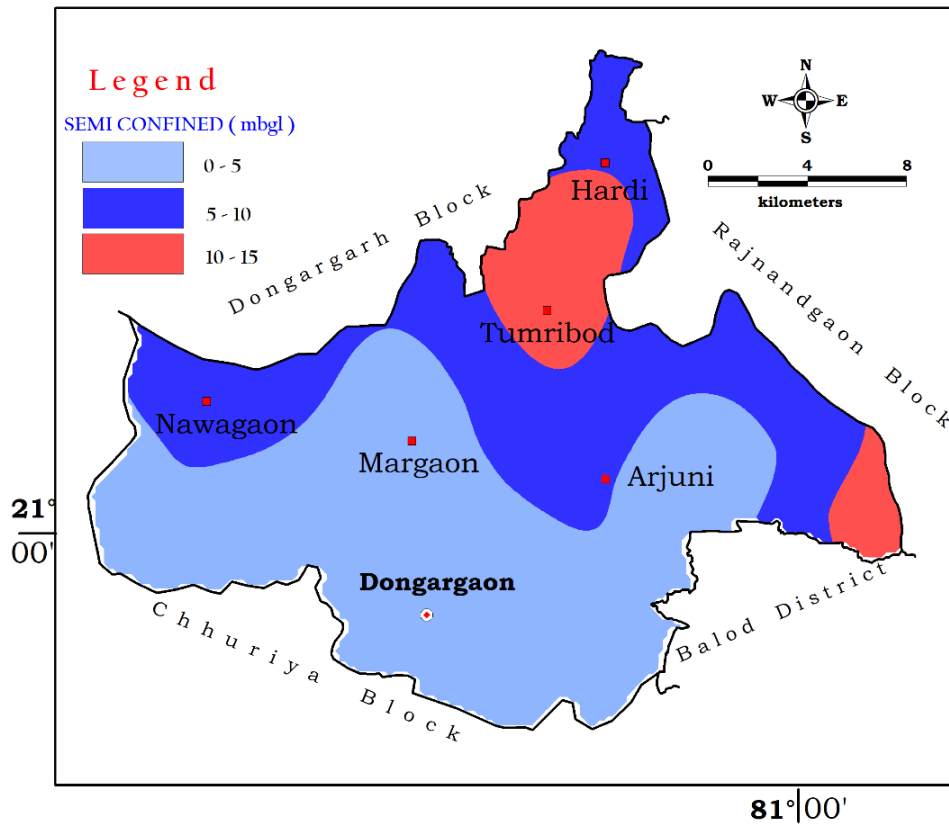 Legend
SEMI CONFINED ( mbgl )
0 - 5
5 - 10
10 - 15
N
W E
S
0 4 8
kilometers
Dongargarh Block
Rajnandgaon Block
Hardi
Tumribod
Nawagaon
Margaon
Arjuni
21°
00'
Dongargaon
Chhuriya Block
Balod District
81° 00'